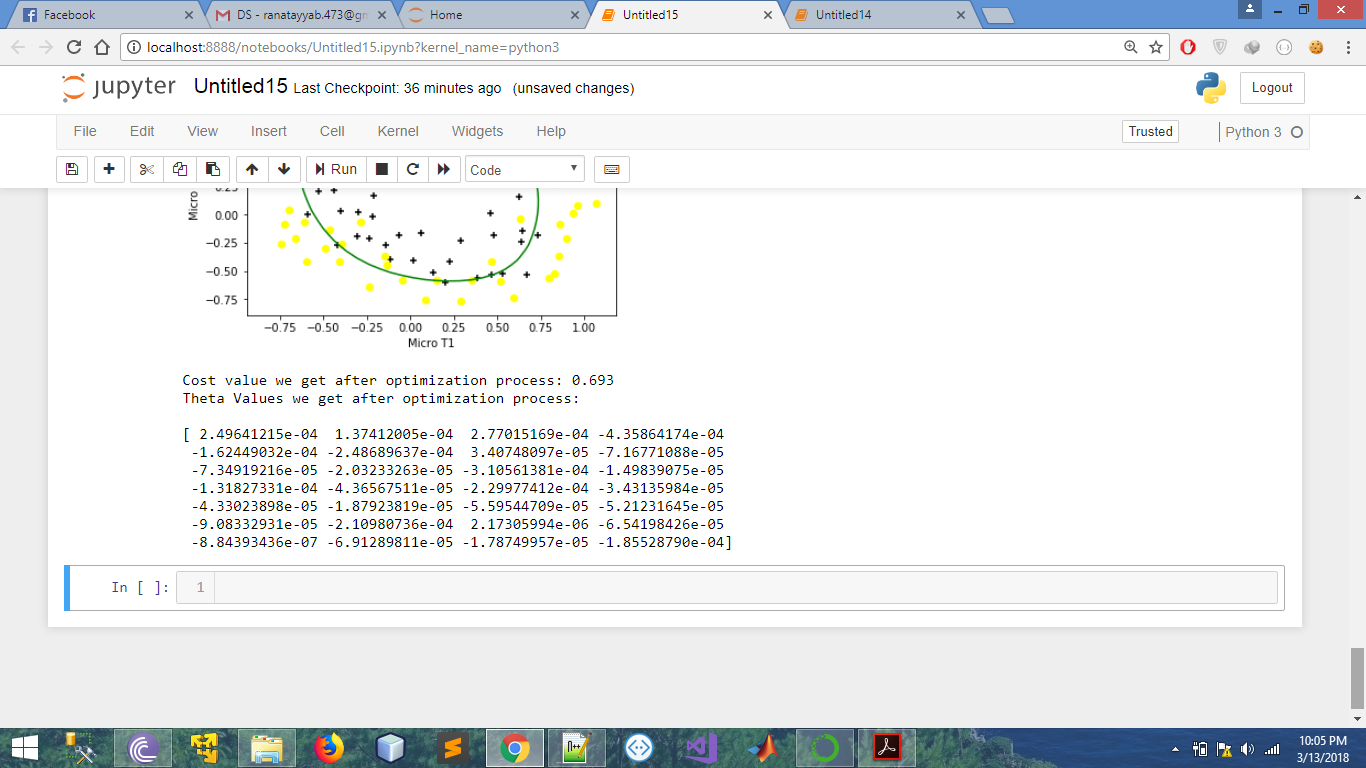 Facebook
DS - ranatayyab.473@gm
Home
Untitled15
Untitled14
localhost:8888/notebooks/Untitled15.ipynb?kernel_name=python3
jupyter Untitled15 Last Checkpoint: 36 minutes ago (unsaved changes)
Logout
File Edit View Insert Cell Kernel Widgets Help
Trusted
Python 3
Run
Code
Micro
0.25
0.00
−0.25
−0.50
−0.75
−0.75 −0.50 −0.25 0.00 0.25 0.50 0.75 1.00
Micro T1
Cost value we get after optimization process: 0.693
Theta Values we get after optimization process:
[ 2.49641215e-04 1.37412005e-04 2.77015169e-04 -4.35864174e-04
-1.62449032e-04 -2.48689637e-04 3.40748097e-05 -7.16771088e-05
-7.34919216e-05 -2.03233263e-05 -3.10561381e-04 -1.49839075e-05
-1.31827331e-04 -4.36567511e-05 -2.29977412e-04 -3.43135984e-05
-4.33023898e-05 -1.87923819e-05 -5.59544709e-05 -5.21231645e-05
-9.08332931e-05 -2.10980736e-04 2.17305994e-06 -6.54198426e-05
-8.84393436e-07 -6.91289811e-05 -1.78749957e-05 -1.85528790e-04]
In [ ]:
1
10:05 PM
3/13/2018